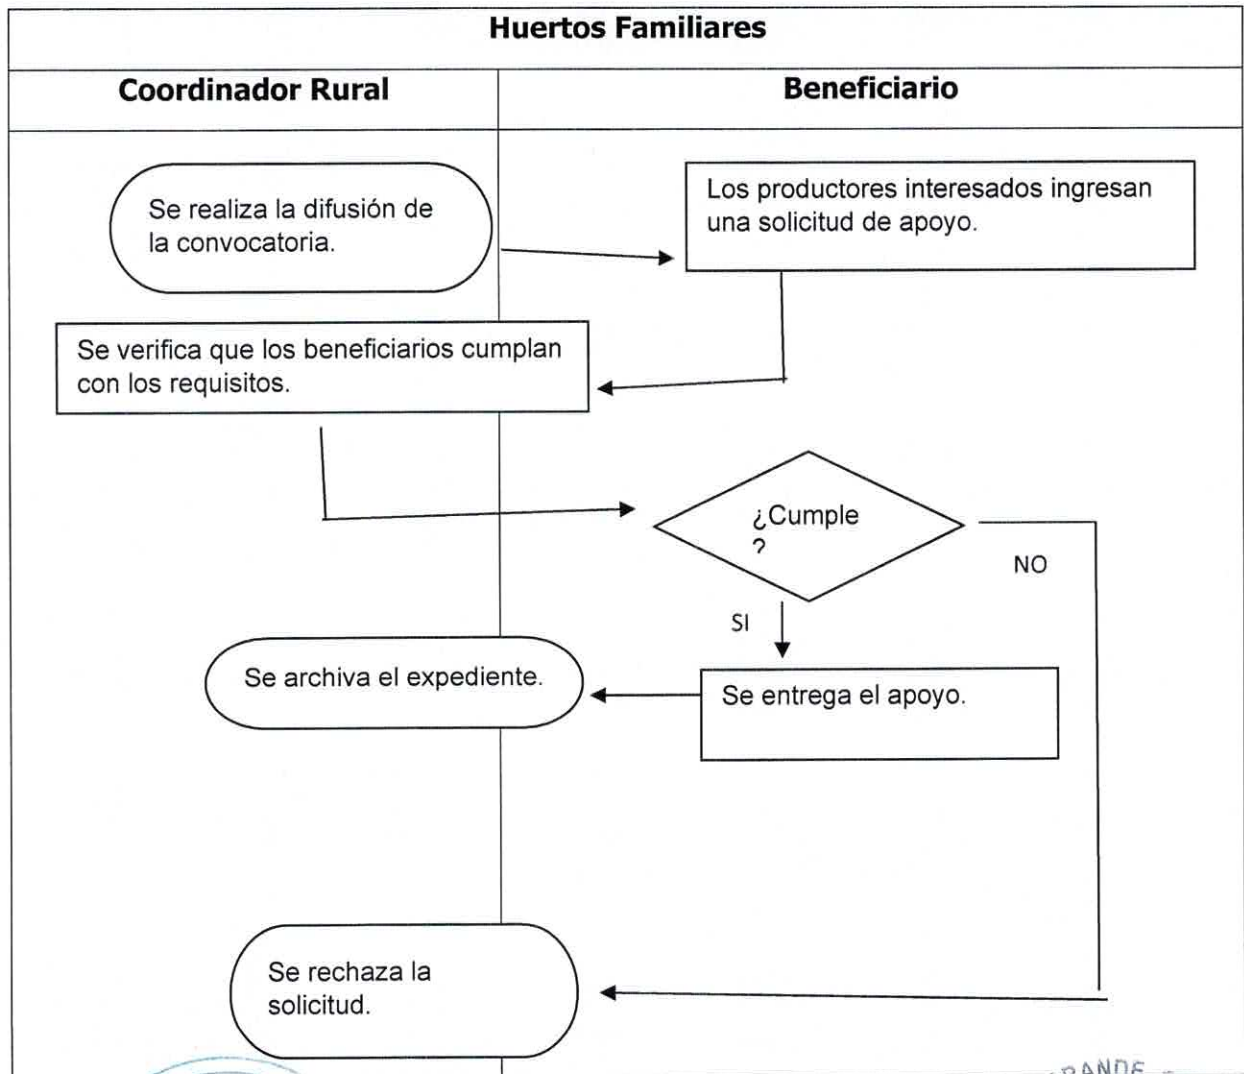 Huertos Familiares
Coordinador Rural
Beneficiario
Se realiza la difusión de
la convocatoria.
Los productores interesados ingresan
una solicitud de apoyo.
Se verifica que los beneficiarios cumplan
con los requisitos.
¿Cumple
?
NO
SI
Se archiva el expediente.
Se entrega el apoyo.
Se rechaza la
solicitud.